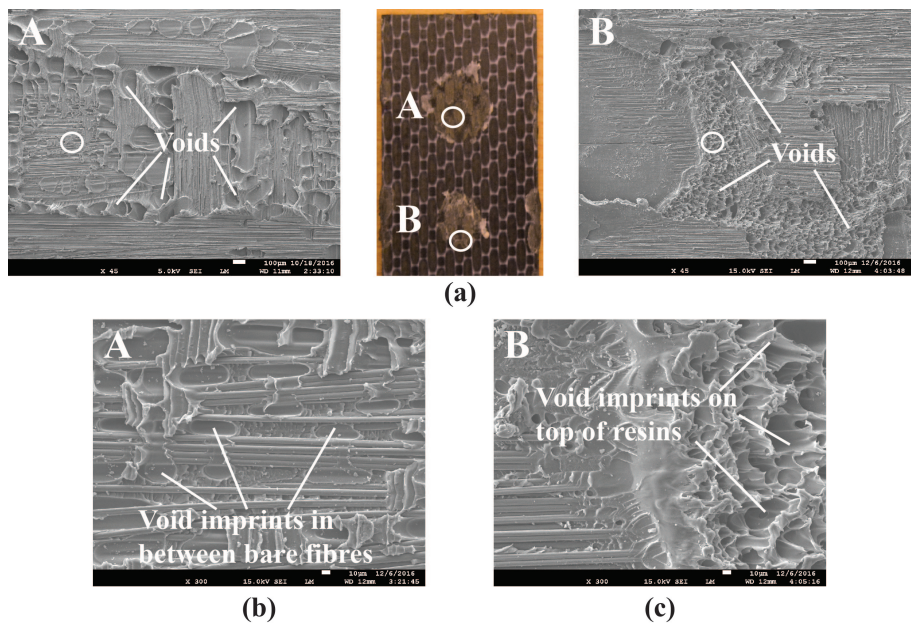 A
Voids
100μm 10/18/2016
X 45 5.0kV SEI LM WD 11mm 2:33:10
A
B
B
Voids
100μm 12/6/2016
X 45 15.0kV SEI LM WD 12mm 4:03:48
(a)
A
Void imprints in
between bare fibres
10μm 12/6/2016
X 300 15.0kV SEI LM WD 12mm 3:21:45
(b)
B
Void imprints on
top of resins
10μm 12/6/2016
X 300 15.0kV SEI LM WD 12mm 4:05:16
(c)